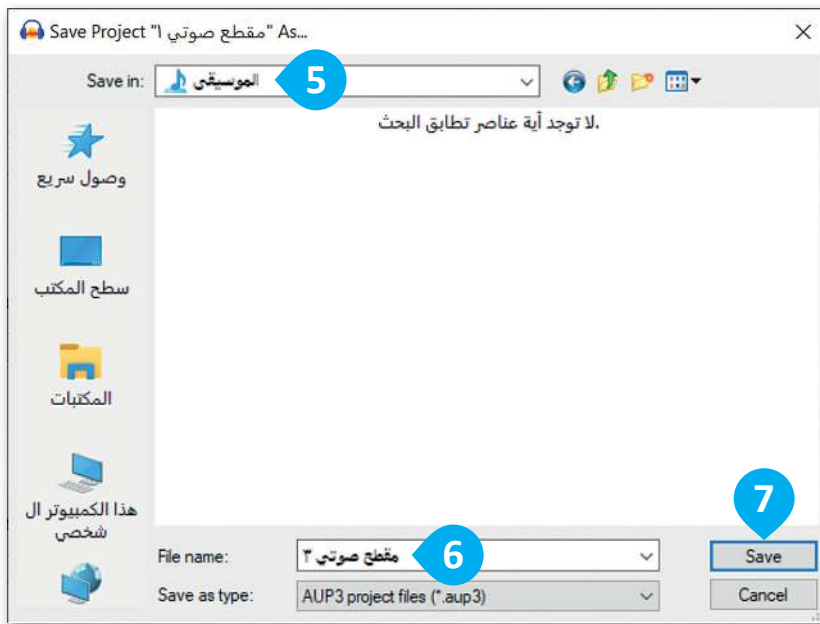 Save Project "مقطع صوتي ١" As...
Save in: الموسيقى 5
لا توجد أية عناصر تطابق البحث.
وصول سريع
سطح المكتب
المكتبات
هذا الكمبيوتر ال
شخصي
7
File name: مقطع صوتي ٣ 6 Save
Save as type: AUP3 project files (*.aup3) Cancel